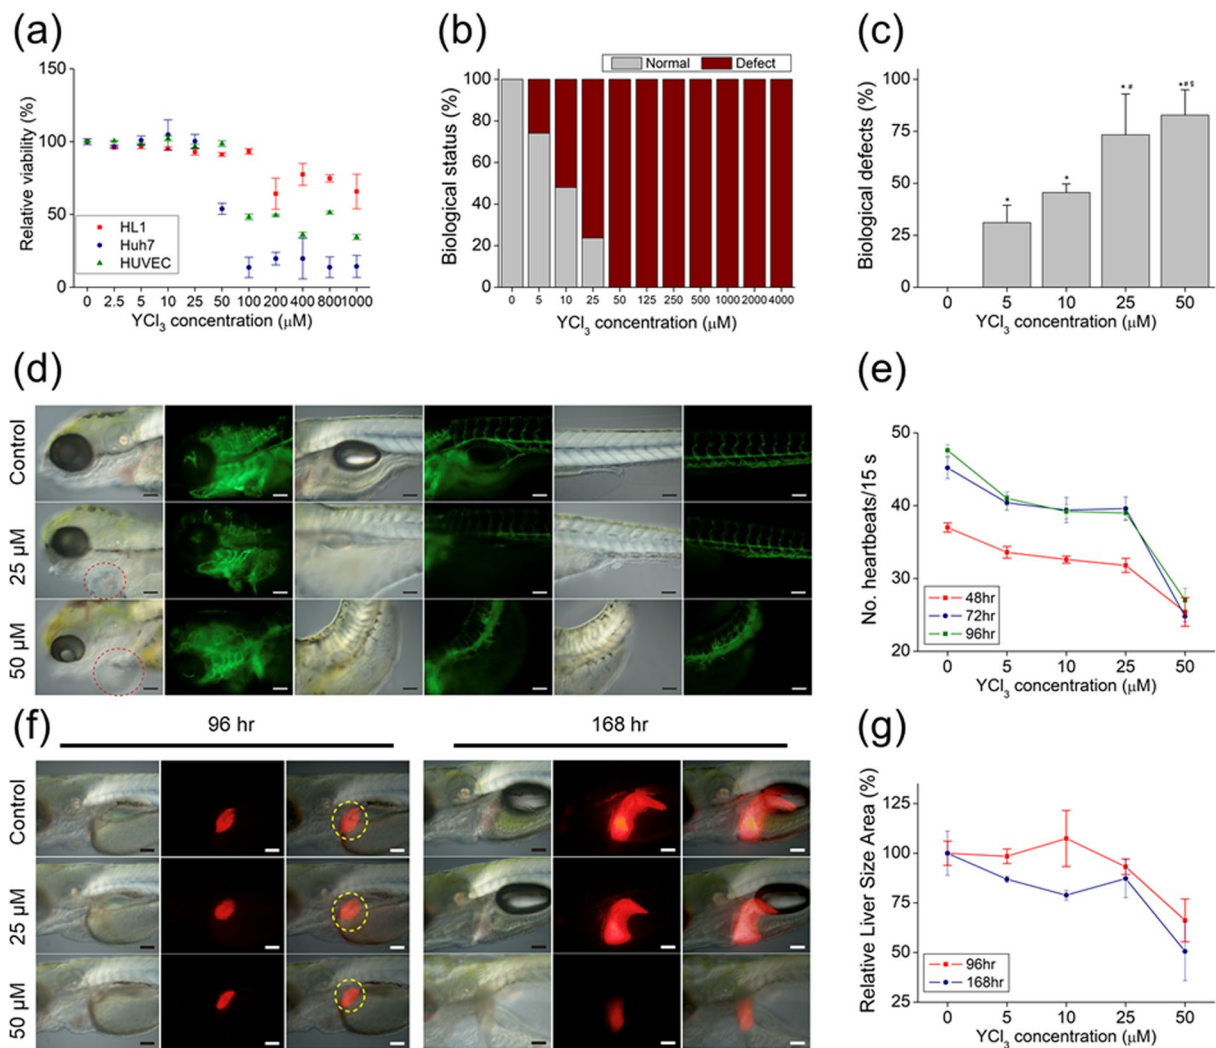 (a)
150
100
50
0
Relative viability (%)
HL1
Huh7
HUVEC
0 2.5 5 10 25 50 100 200 400 800 1000
YCl₃ concentration (μM)
(b)
Normal Defect
100
80
60
40
20
0
Biological status (%)
0 5 10 25 50 125 250 500 1000 2000 4000
YCl₃ concentration (μM)
(c)
100
75
50
25
0
Biological defects (%)
*
*
* #
* # $
0 5 10 25 50
YCl₃ concentration (μM)
(d)
Control
25 μM
50 μM
(e)
50
40
30
20
No. heartbeats/15 s
48hr
72hr
96hr
0 5 10 25 50
YCl₃ concentration (μM)
(f)
96 hr 168 hr
Control
25 μM
50 μM
(g)
125
100
75
50
25
Relative Liver Size Area (%)
96hr
168hr
0 5 10 25 50
YCl₃ concentration (μM)